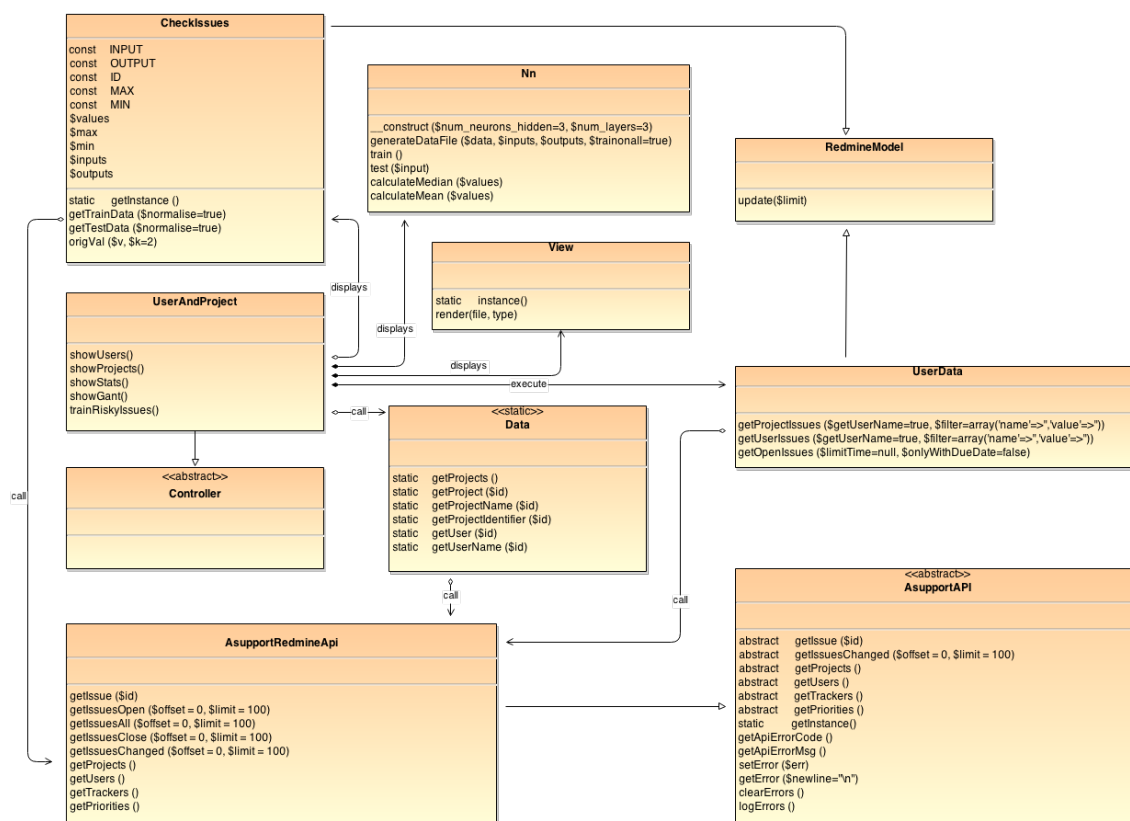 CheckIssues
const INPUT
const OUTPUT
const ID
const MAX
const MIN
$values
$max
$min
$inputs
$outputs
static getInstance ()
getTrainData ($normalise=true)
getTestData ($normalise=true)
origVal ($v, $k=2)
Nn
__construct ($num_neurons_hidden=3, $num_layers=3)
generateDataFile ($data, $inputs, $outputs, $trainonall=true)
train ()
test ($input)
calculateMedian ($values)
calculateMean ($values)
RedmineModel
update($limit)
View
static instance()
render(file, type)
displays
displays
displays
execute
call
UserAndProject
showUsers()
showProjects()
showStats()
showGant()
trainRiskyIssues()
UserData
getProjectIssues ($getUserName=true, $filter=array('name'=>'','value'=>''))
getUserIssues ($getUserName=true, $filter=array('name'=>'','value'=>''))
getOpenIssues ($limitTime=null, $onlyWithDueDate=false)
<<static>>
Data
static getProjects ()
static getProject ($id)
static getProjectName ($id)
static getProjectIdentifier ($id)
static getUser ($id)
static getUserName ($id)
<<abstract>>
Controller
call
call
call
AsupportRedmineApi
getIssue ($id)
getIssuesOpen ($offset = 0, $limit = 100)
getIssuesAll ($offset = 0, $limit = 100)
getIssuesClose ($offset = 0, $limit = 100)
getIssuesChanged ($offset = 0, $limit = 100)
getProjects ()
getUsers ()
getTrackers ()
getPriorities ()
<<abstract>>
AsupportAPI
abstract getIssue ($id)
abstract getIssuesChanged ($offset = 0, $limit = 100)
abstract getProjects ()
abstract getUsers ()
abstract getTrackers ()
abstract getPriorities ()
static getInstance()
getApiErrorCode ()
getApiErrorMsg ()
setError ($err)
getError ($newline="\n")
clearErrors ()
logErrors ()